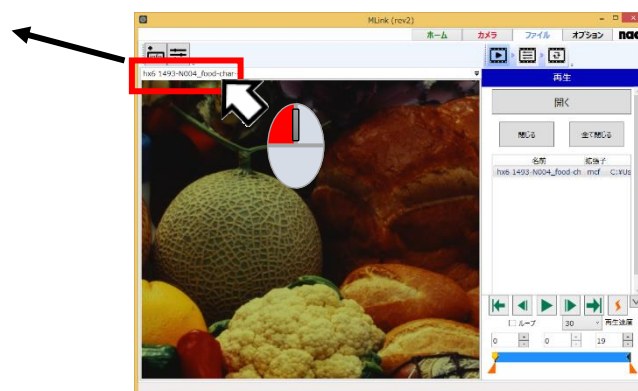 MLink (rev2)
ホーム カメラ ファイル オプション nac
hx6 1493-N004_food-char-
再生
開く
閉じる 全て閉じる
名前 拡張子
hx6 1493-N004_food-ch mcf C:¥Us
ループ 30 再生速度
0 0 19